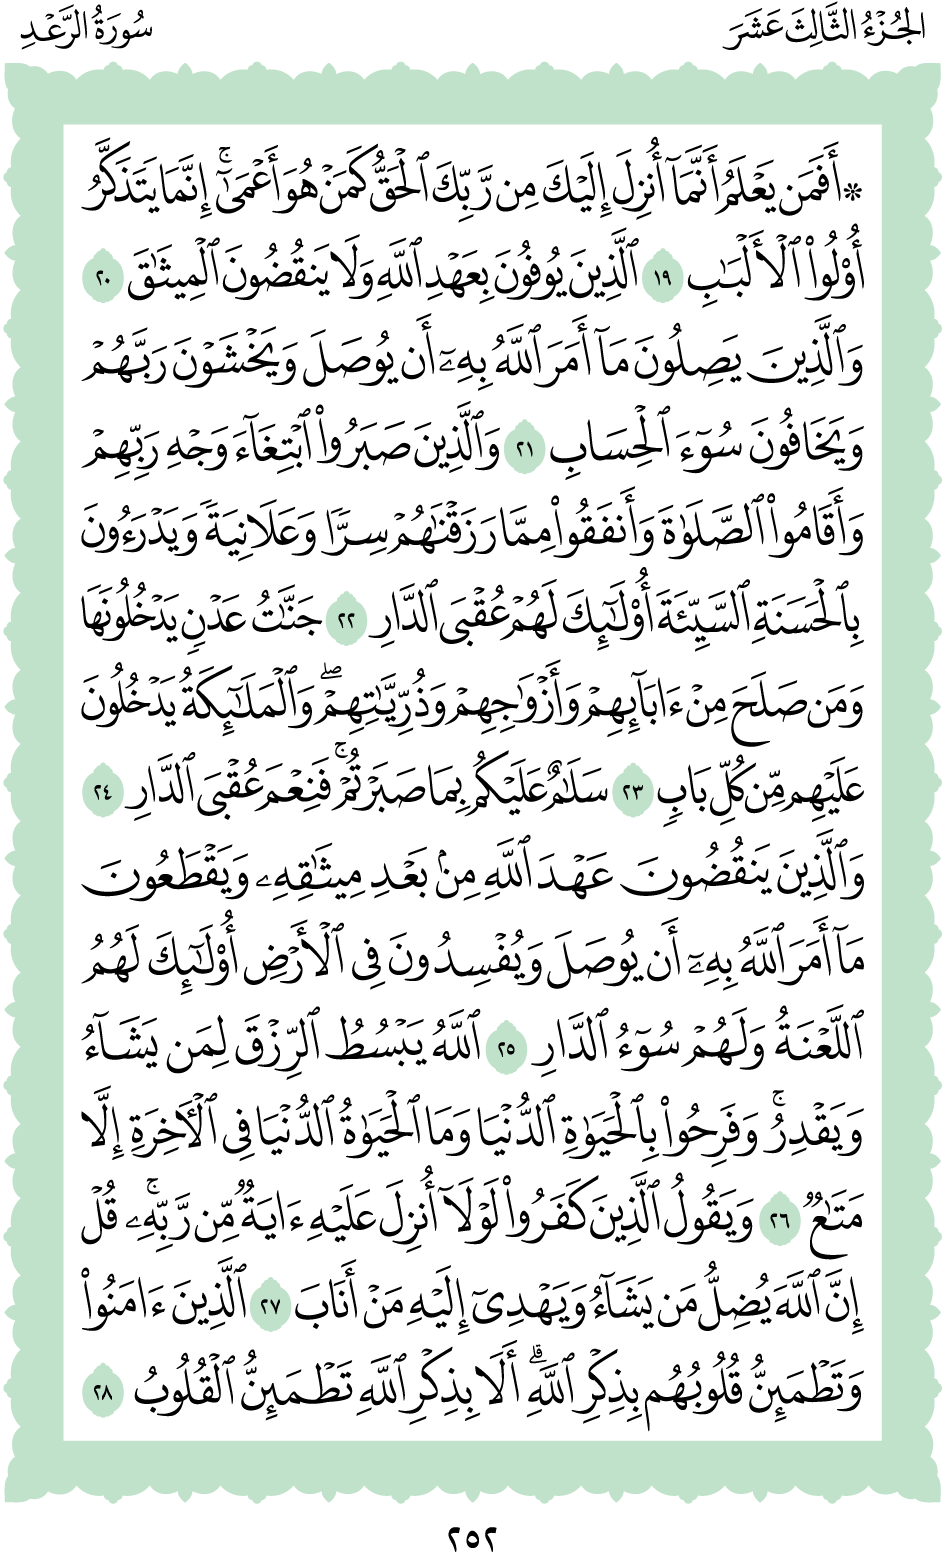 الجُزْءُ الثَّالِثَ عَشَرَ
سُورَةُ الرَّعْدِ
۞ أَفَمَن يَعْلَمُ أَنَّمَآ أُنزِلَ إِلَيْكَ مِن رَّبِّكَ ٱلْحَقُّ كَمَنْ هُوَ أَعْمَىٰٓ ۚ إِنَّمَا يَتَذَكَّرُ
أُو۟لُوا۟ ٱلْأَلْبَـٰبِ ١٩ ٱلَّذِينَ يُوفُونَ بِعَهْدِ ٱللَّهِ وَلَا يَنقُضُونَ ٱلْمِيثَـٰقَ ٢٠
وَٱلَّذِينَ يَصِلُونَ مَآ أَمَرَ ٱللَّهُ بِهِۦٓ أَن يُوصَلَ وَيَخْشَوْنَ رَبَّهُمْ
وَيَخَافُونَ سُوٓءَ ٱلْحِسَابِ ٢١ وَٱلَّذِينَ صَبَرُوا۟ ٱبْتِغَآءَ وَجْهِ رَبِّهِمْ
وَأَقَامُوا۟ ٱلصَّلَوٰةَ وَأَنفَقُوا۟ مِمَّا رَزَقْنَـٰهُمْ سِرًّا وَعَلَانِيَةً وَيَدْرَءُونَ
بِٱلْحَسَنَةِ ٱلسَّيِّئَةَ أُو۟لَـٰٓئِكَ لَهُمْ عُقْبَى ٱلدَّارِ ٢٢ جَنَّـٰتُ عَدْنٍ يَدْخُلُونَهَا
وَمَن صَلَحَ مِنْ ءَابَآئِهِمْ وَأَزْوَٰجِهِمْ وَذُرِّيَّـٰتِهِمْ ۖ وَٱلْمَلَـٰٓئِكَةُ يَدْخُلُونَ
عَلَيْهِم مِّن كُلِّ بَابٍ ٢٣ سَلَـٰمٌ عَلَيْكُم بِمَا صَبَرْتُمْ ۚ فَنِعْمَ عُقْبَى ٱلدَّارِ ٢٤
وَٱلَّذِينَ يَنقُضُونَ عَهْدَ ٱللَّهِ مِنۢ بَعْدِ مِيثَـٰقِهِۦ وَيَقْطَعُونَ
مَآ أَمَرَ ٱللَّهُ بِهِۦٓ أَن يُوصَلَ وَيُفْسِدُونَ فِى ٱلْأَرْضِ أُو۟لَـٰٓئِكَ لَهُمُ
ٱللَّعْنَةُ وَلَهُمْ سُوٓءُ ٱلدَّارِ ٢٥ ٱللَّهُ يَبْسُطُ ٱلرِّزْقَ لِمَن يَشَآءُ
وَيَقْدِرُ ۚ وَفَرِحُوا۟ بِٱلْحَيَوٰةِ ٱلدُّنْيَا وَمَا ٱلْحَيَوٰةُ ٱلدُّنْيَا فِى ٱلْـَٔاخِرَةِ إِلَّا
مَتَـٰعٌ ٢٦ وَيَقُولُ ٱلَّذِينَ كَفَرُوا۟ لَوْلَآ أُنزِلَ عَلَيْهِ ءَايَةٌ مِّن رَّبِّهِۦ ۗ قُلْ
إِنَّ ٱللَّهَ يُضِلُّ مَن يَشَآءُ وَيَهْدِىٓ إِلَيْهِ مَنْ أَنَابَ ٢٧ ٱلَّذِينَ ءَامَنُوا۟
وَتَطْمَئِنُّ قُلُوبُهُم بِذِكْرِ ٱللَّهِ ۗ أَلَا بِذِكْرِ ٱللَّهِ تَطْمَئِنُّ ٱلْقُلُوبُ ٢٨
٢٥٢